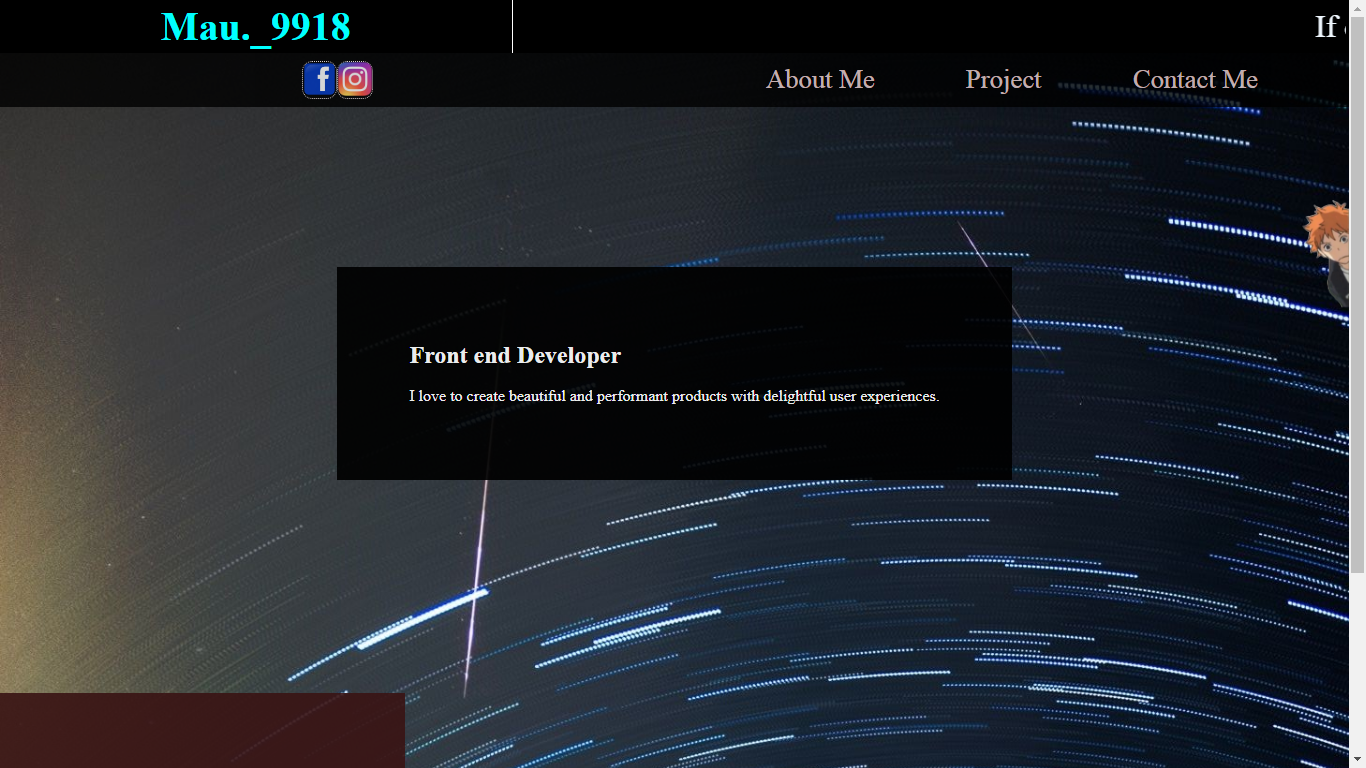 Mau._9918
If
About Me
Project
Contact Me
Front end Developer
I love to create beautiful and performant products with delightful user experiences.